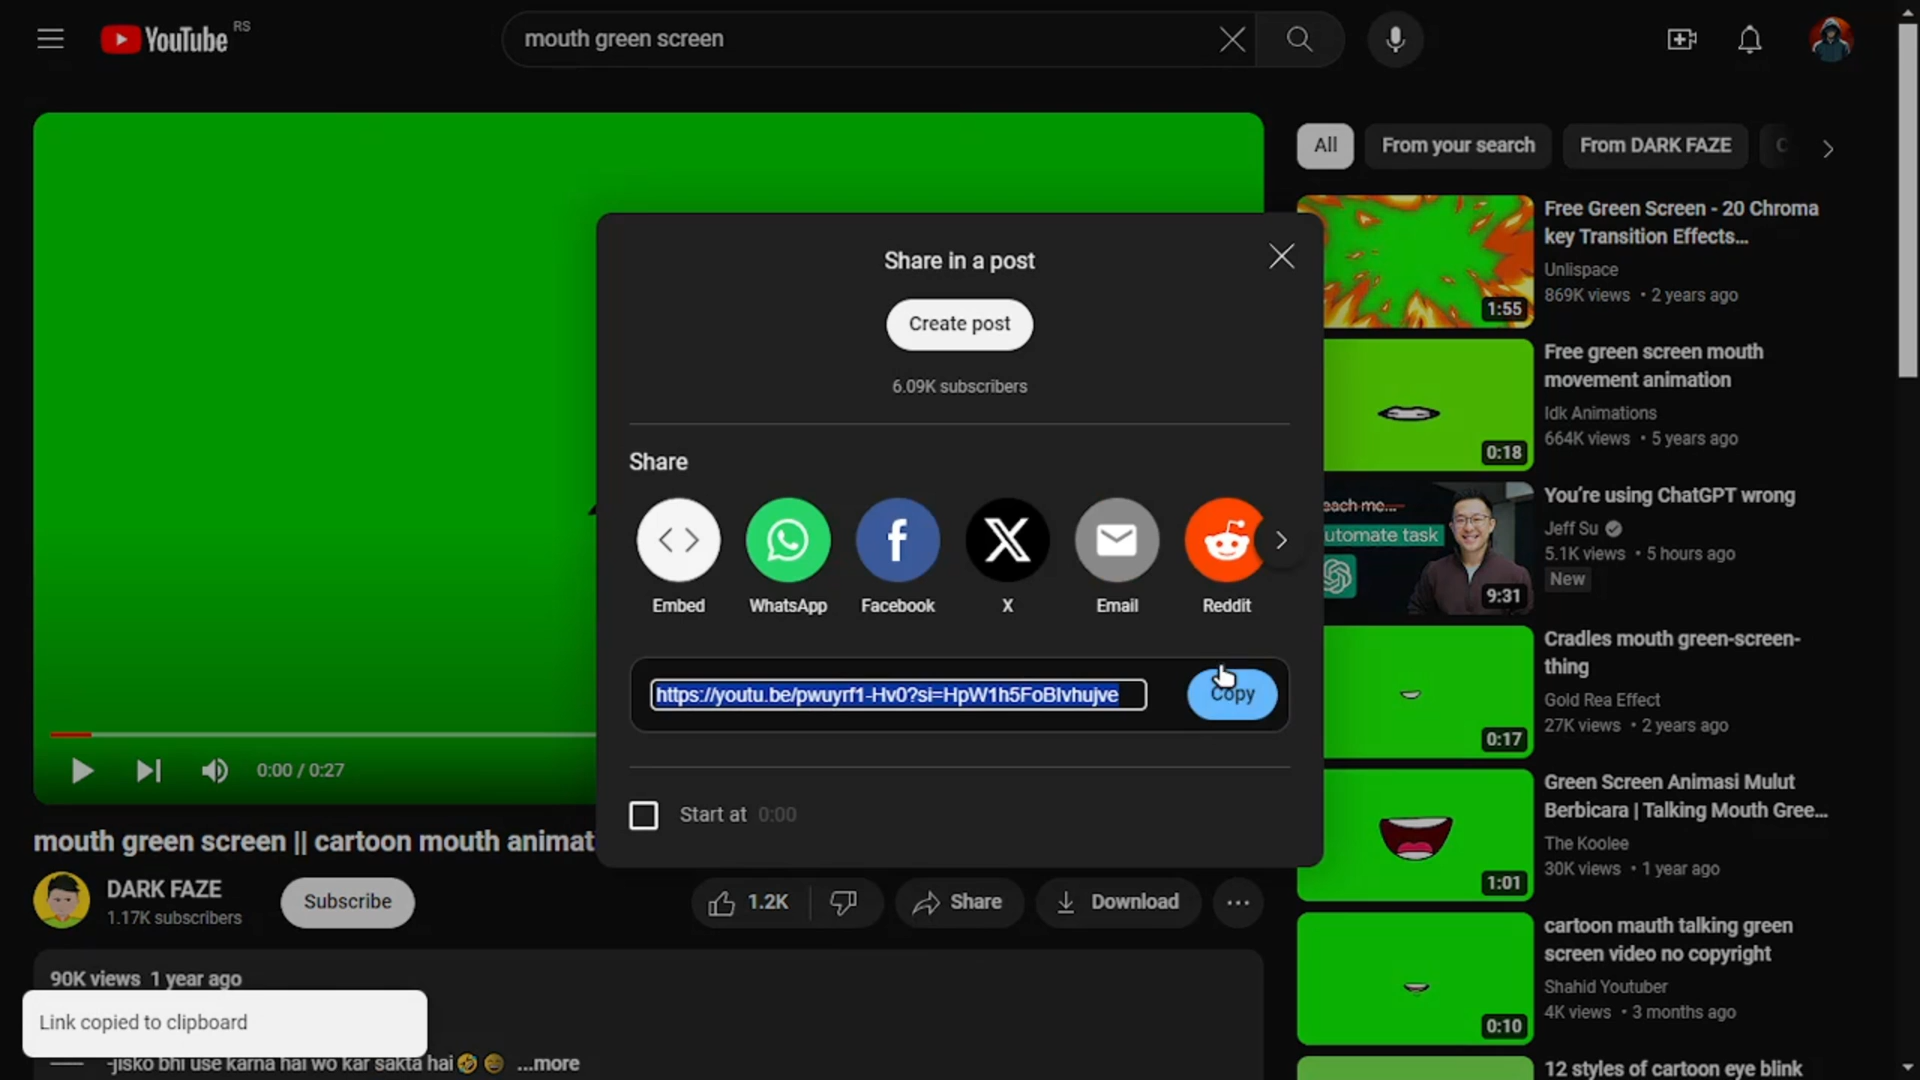 YouTube RS
mouth green screen
All
From your search
From DARK FAZE
Share in a post
Create post
6.09K subscribers
Share
Embed
WhatsApp
Facebook
X
Email
Reddit
https://youtu.be/pwuyrf1-Hv0?si=HpW1h5FoBIvhujve
Copy
Start at 0:00
0:00 / 0:27
mouth green screen || cartoon mouth animati
DARK FAZE
1.17K subscribers
Subscribe
1.2K
Share
Download
90K views 1 year ago
Link copied to clipboard
-jisko bhi use karna hai wo kar sakta hai🤣😅 ...more
Free Green Screen - 20 Chroma
key Transition Effects...
Unlispace
869K views • 2 years ago
1:55
Free green screen mouth
movement animation
Idk Animations
664K views • 5 years ago
0:18
each me...
utomate task
You're using ChatGPT wrong
Jeff Su
5.1K views • 5 hours ago
New
9:31
Cradles mouth green-screen-
thing
Gold Rea Effect
27K views • 2 years ago
0:17
Green Screen Animasi Mulut
Berbicara | Talking Mouth Gree...
The Koolee
30K views • 1 year ago
1:01
cartoon mauth talking green
screen video no copyright
Shahid Youtuber
4K views • 3 months ago
0:10
12 styles of cartoon eye blink